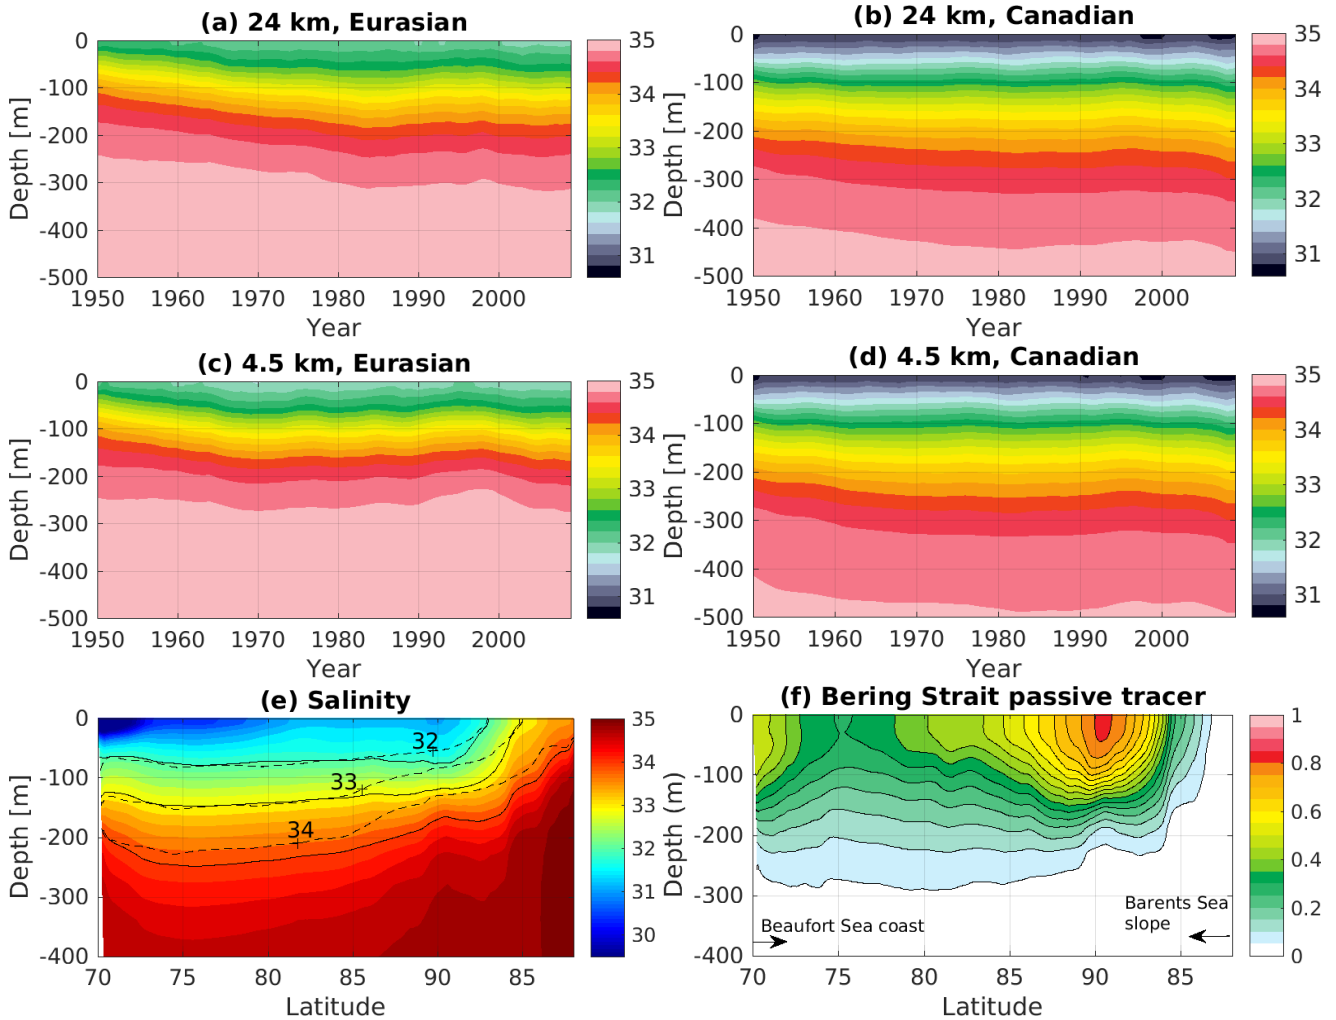 (a) 24 km, Eurasian
0
-100
-200
-300
-400
-500
Depth [m]
1950 1960 1970 1980 1990 2000
Year
35
34
33
32
31
(b) 24 km, Canadian
0
-100
-200
-300
-400
-500
Depth [m]
1950 1960 1970 1980 1990 2000
Year
35
34
33
32
31
(c) 4.5 km, Eurasian
0
-100
-200
-300
-400
-500
Depth [m]
1950 1960 1970 1980 1990 2000
Year
35
34
33
32
31
(d) 4.5 km, Canadian
0
-100
-200
-300
-400
-500
Depth [m]
1950 1960 1970 1980 1990 2000
Year
35
34
33
32
31
(e) Salinity
0
-100
-200
-300
-400
Depth [m]
32
33
34
70 75 80 85 90 85
Latitude
35
34
33
32
31
30
(f) Bering Strait passive tracer
0
-100
-200
-300
-400
Depth (m)
Beaufort Sea coast
Barents Sea
slope
70 75 80 85 90 85
Latitude
1
0.8
0.6
0.4
0.2
0